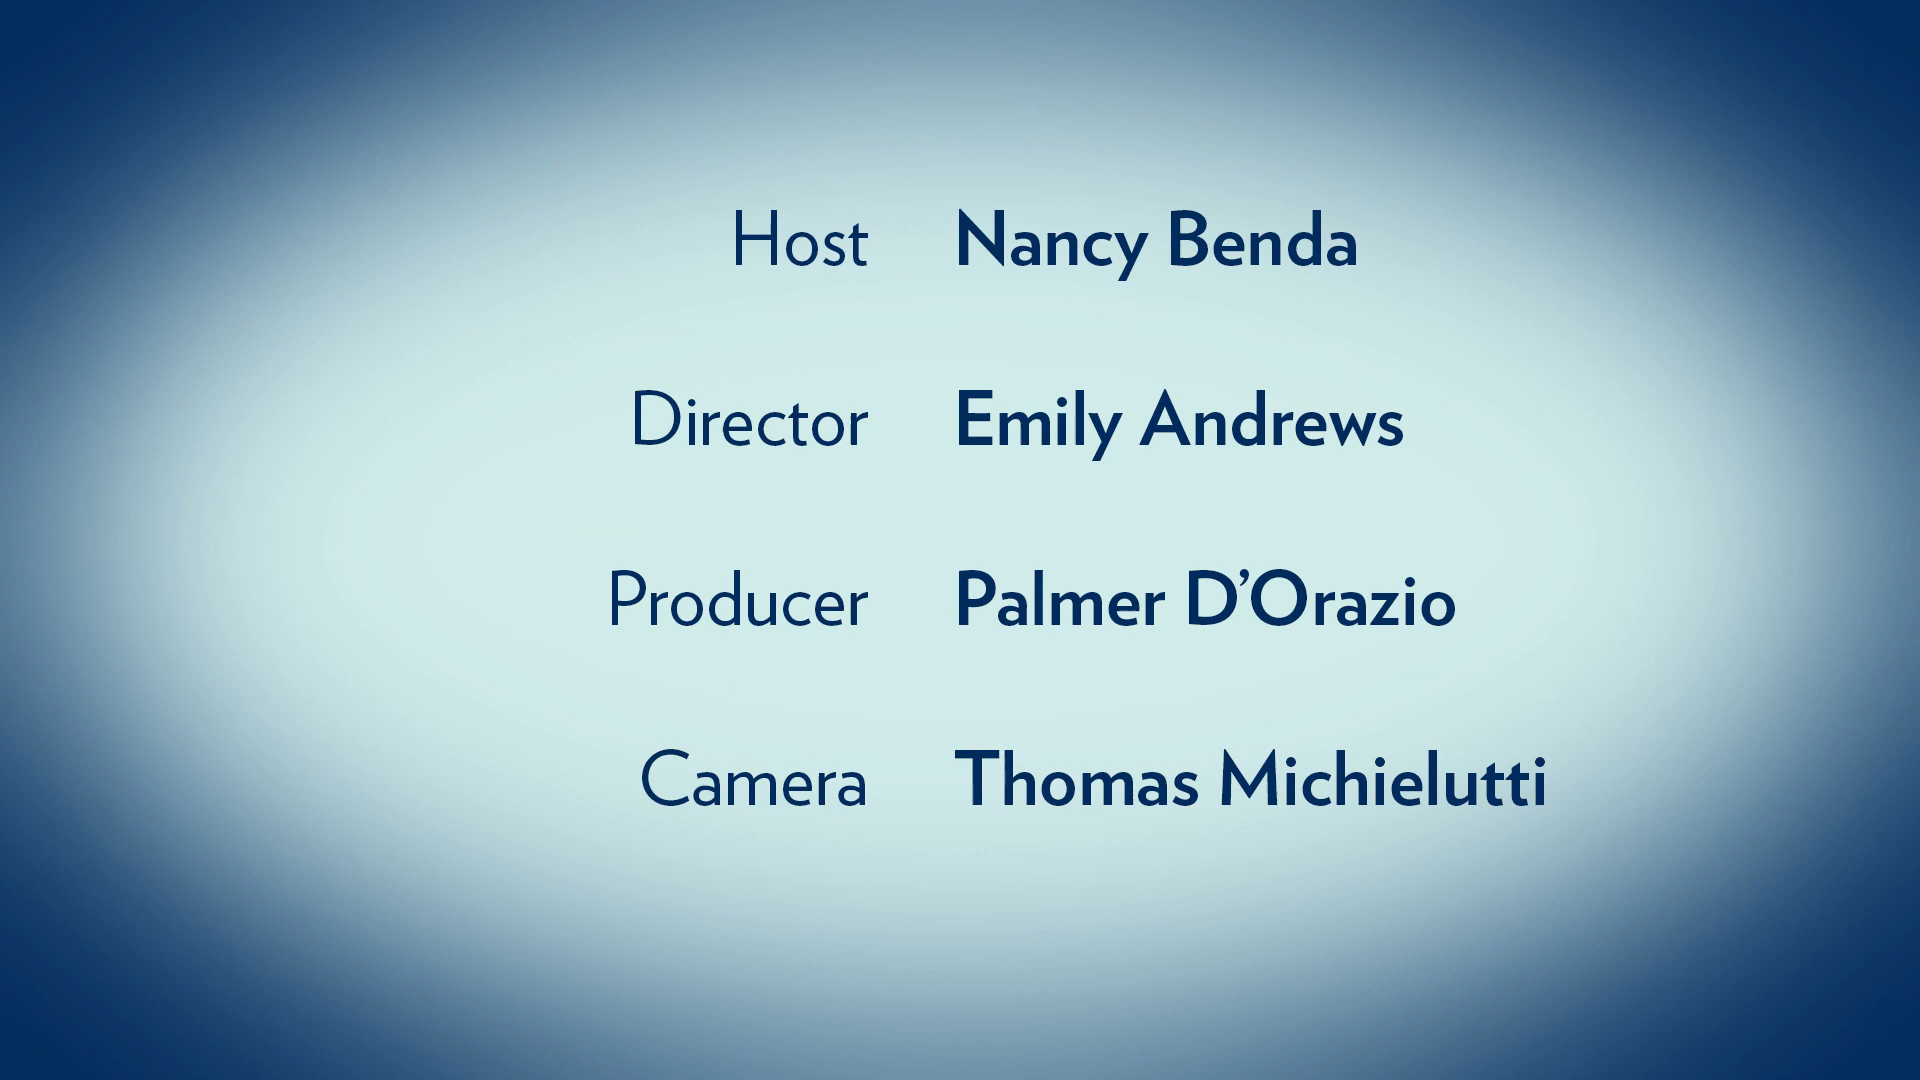 Host Nancy Benda
Director Emily Andrews
Producer Palmer D’Orazio
Camera Thomas Michielutti